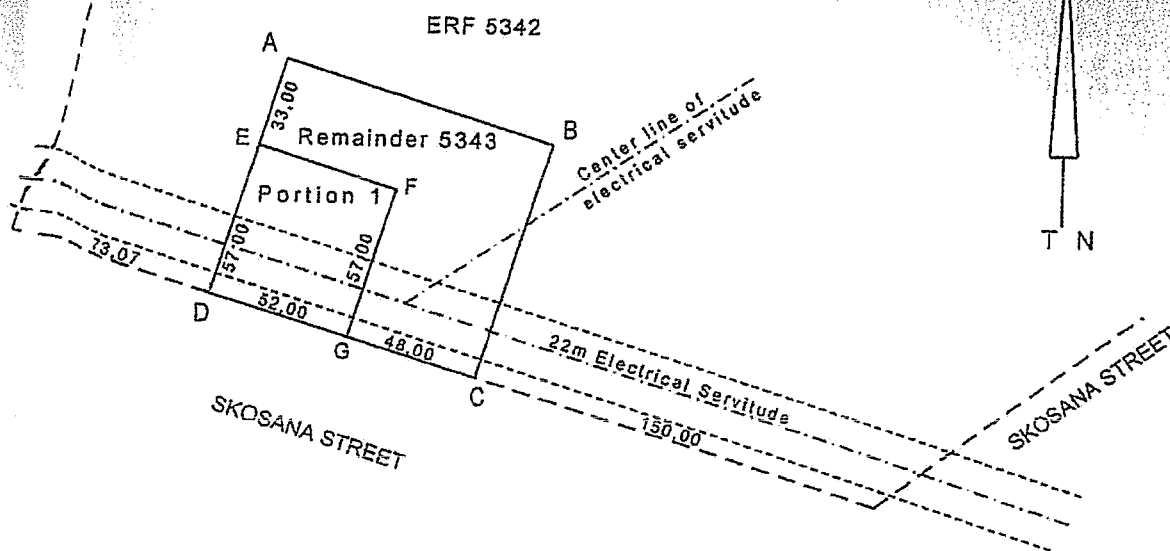 ERF 5342
A
33,00
B
E
Remainder 5343
Center line of
electrical servitude
Portion 1
F
T N
57,00
57,00
73,07
D
52,00
G
48,00
C
22m Electrical Servitude
150,00
SKOSANA STREET
SKOSANA STREET